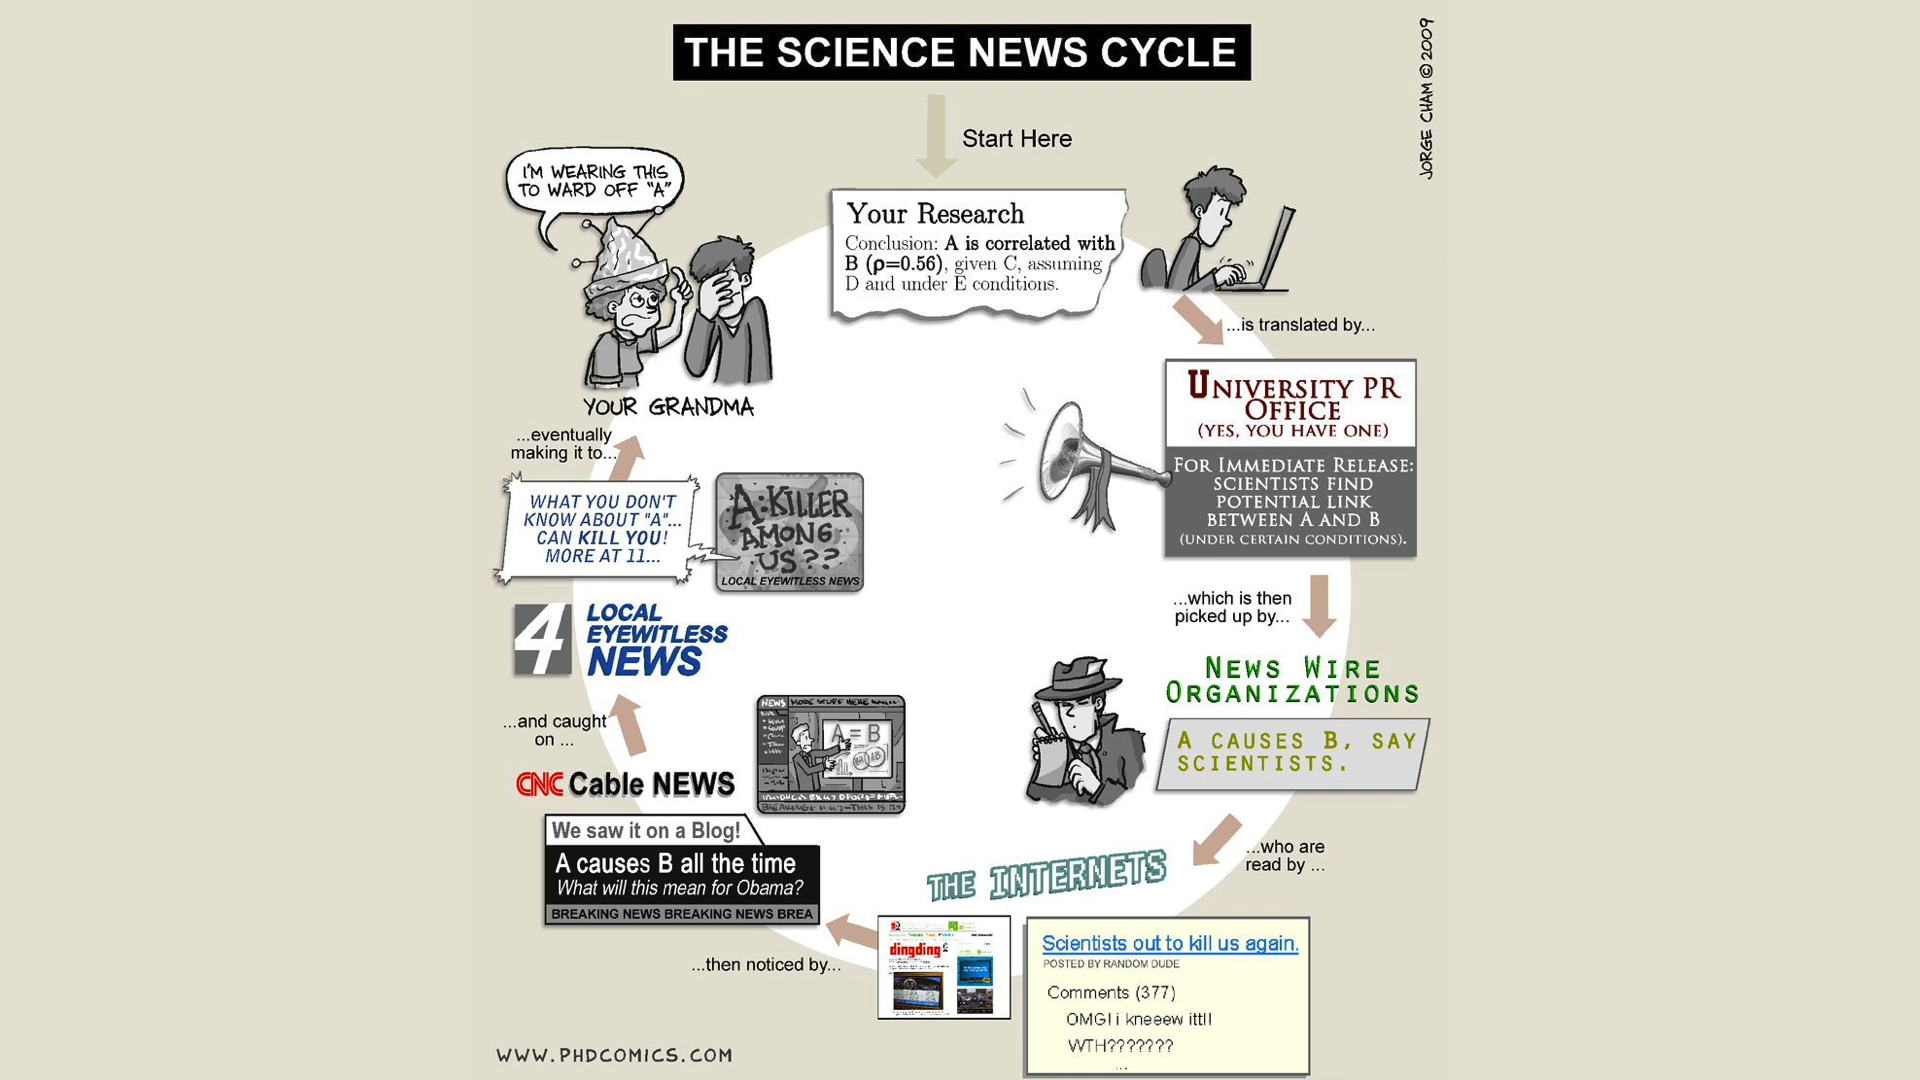 THE SCIENCE NEWS CYCLE
JORGE CHAM © 2009
Start Here
Your Research
Conclusion: A is correlated with
B (ρ=0.56), given C, assuming
D and under E conditions.
...is translated by...
UNIVERSITY PR
OFFICE
(YES, YOU HAVE ONE)
FOR IMMEDIATE RELEASE:
SCIENTISTS FIND
POTENTIAL LINK
BETWEEN A AND B
(UNDER CERTAIN CONDITIONS).
...which is then
picked up by...
NEWS WIRE
ORGANIZATIONS
A CAUSES B, SAY
SCIENTISTS.
...who are
read by ...
THE INTERNETS
Scientists out to kill us again.
POSTED BY RANDOM DUDE
Comments (377)
OMG! i kneeew itt!!
WTH???????
...
dingding
...then noticed by...
CNC Cable NEWS
We saw it on a Blog!
A causes B all the time
What will this mean for Obama?
BREAKING NEWS BREAKING NEWS BREA
NEWS MORE STUFF HERE
A = B
...and caught
on ...
4 LOCAL
EYEWITLESS
NEWS
WHAT YOU DON'T
KNOW ABOUT "A"...
CAN KILL YOU!
MORE AT 11...
A:KILLER
AMONG
US??
LOCAL EYEWITLESS NEWS
...eventually
making it to...
YOUR GRANDMA
I'M WEARING THIS
TO WARD OFF "A"
WWW.PHDCOMICS.COM